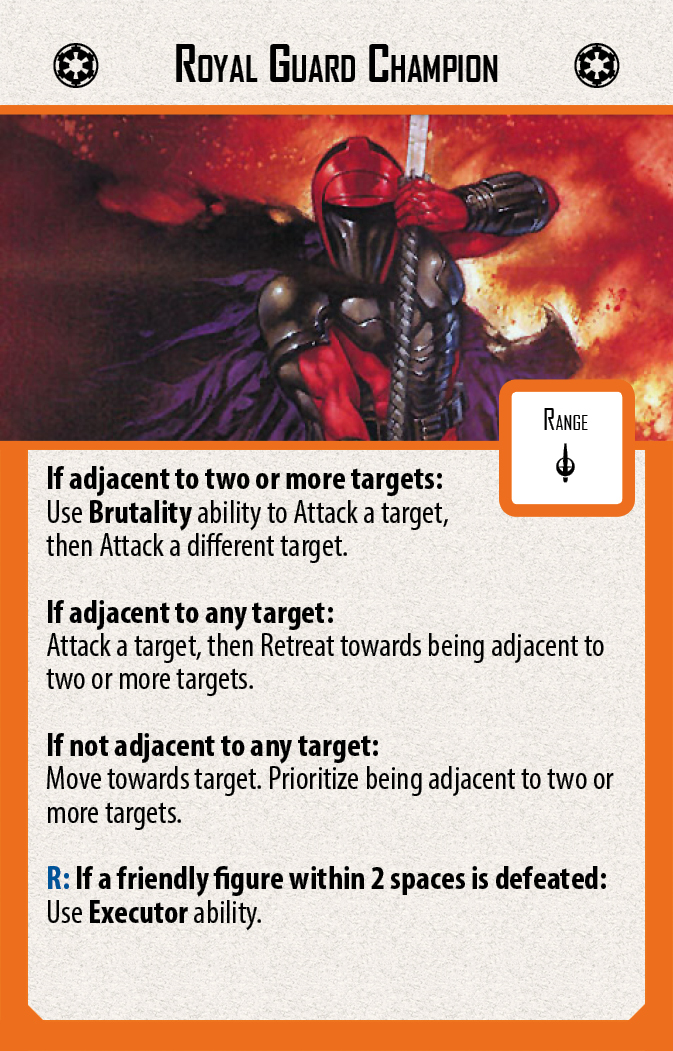 Royal Guard Champion
Range
If adjacent to two or more targets:
Use Brutality ability to Attack a target,
then Attack a different target.
If adjacent to any target:
Attack a target, then Retreat towards being adjacent to
two or more targets.
If not adjacent to any target:
Move towards target. Prioritize being adjacent to two or
more targets.
R: If a friendly figure within 2 spaces is defeated:
Use Executor ability.